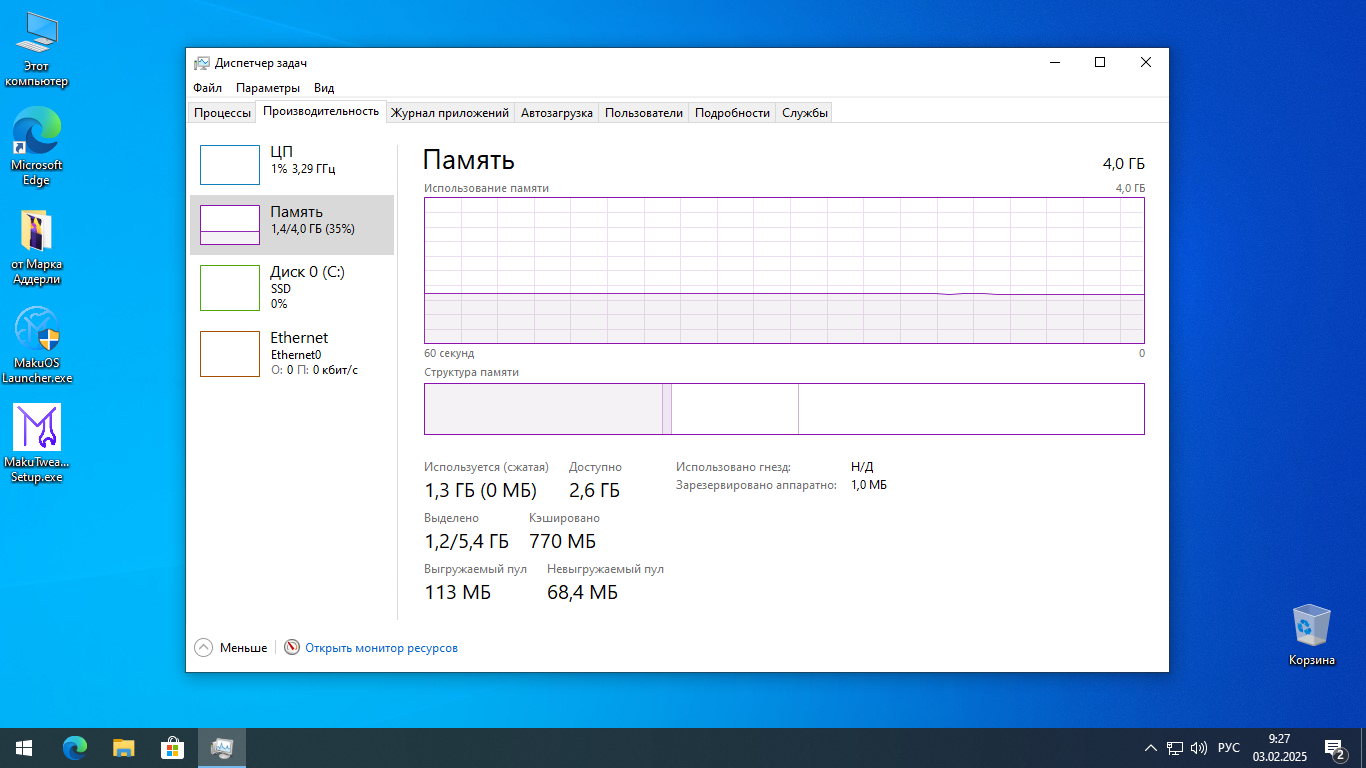 Этот
компьютер
Microsoft
Edge
от Марка
Аддерли
MakuOS
Launcher.exe
MakuTwea...
Setup.exe
Диспетчер задач
Файл Параметры Вид
Процессы Производительность Журнал приложений Автозагрузка Пользователи Подробности Службы
ЦП
1% 3,29 ГГц
Память
1,4/4,0 ГБ (35%)
Диск 0 (C:)
SSD
0%
Ethernet
Ethernet0
О: 0 П: 0 кбит/с
Память 4,0 ГБ
Использование памяти 4,0 ГБ
60 секунд 0
Структура памяти
Используется (сжатая) Доступно
1,3 ГБ (0 МБ) 2,6 ГБ
Выделено Кэшировано
1,2/5,4 ГБ 770 МБ
Выгружаемый пул Невыгружаемый пул
113 МБ 68,4 МБ
Использовано гнезд: Н/Д
Зарезервировано аппаратно: 1,0 МБ
Меньше Открыть монитор ресурсов
Корзина
РУС
9:27
03.02.2025
2